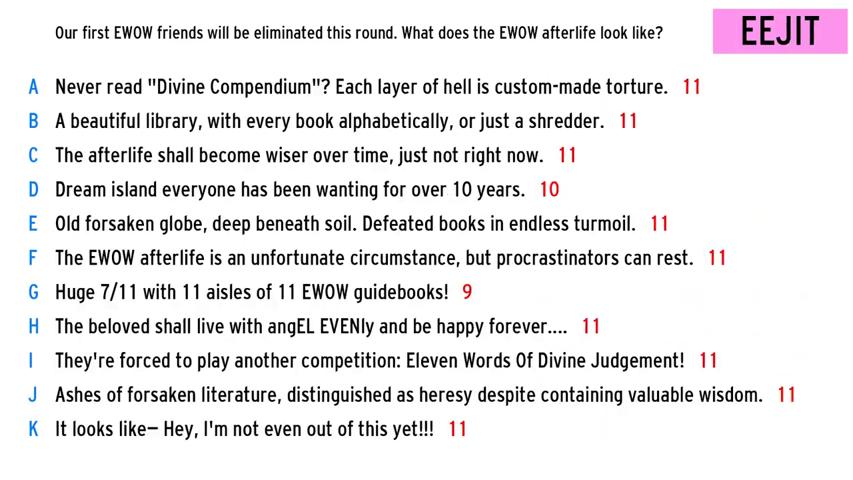 Our first EWOW friends will be eliminated this round. What does the EWOW afterlife look like?
EEJIT
A Never read "Divine Compendium"? Each layer of hell is custom-made torture. 11
B A beautiful library, with every book alphabetically, or just a shredder. 11
C The afterlife shall become wiser over time, just not right now. 11
D Dream island everyone has been wanting for over 10 years. 10
E Old forsaken globe, deep beneath soil. Defeated books in endless turmoil. 11
F The EWOW afterlife is an unfortunate circumstance, but procrastinators can rest. 11
G Huge 7/11 with 11 aisles of 11 EWOW guidebooks! 9
H The beloved shall live with angEL EVENly and be happy forever.... 11
I They're forced to play another competition: Eleven Words Of Divine Judgement! 11
J Ashes of forsaken literature, distinguished as heresy despite containing valuable wisdom. 11
K It looks like— Hey, I'm not even out of this yet!!! 11